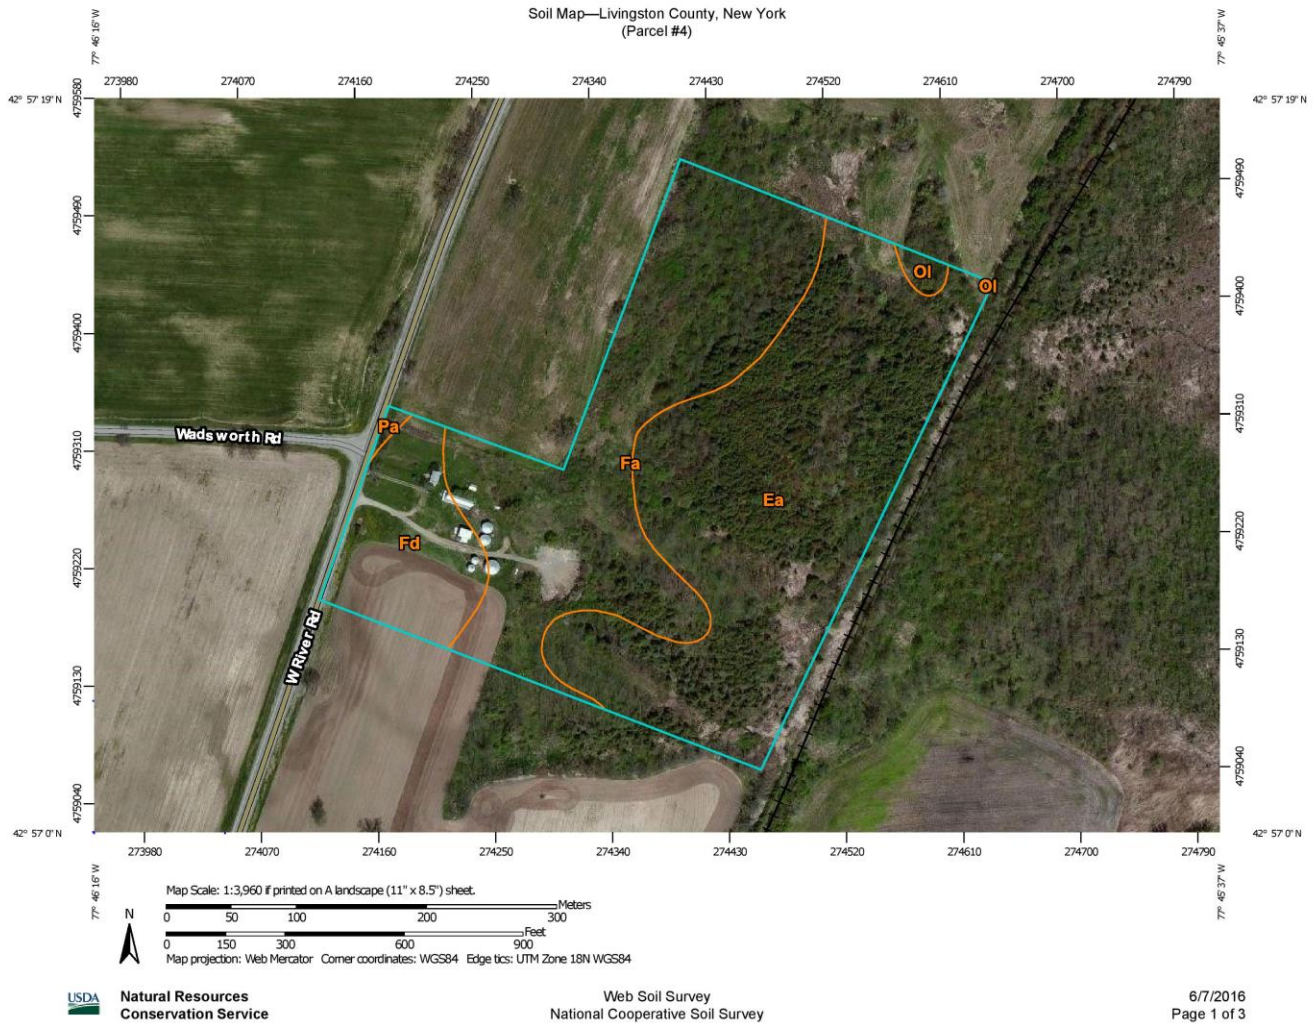 Soil Map—Livingston County, New York
(Parcel #4)
77° 46' 16" W
77° 45' 37" W
273980 274070 274160 274250 274340 274430 274520 274610 274700 274790
42° 57' 19" N
42° 57' 19" N
4759580
4759490
4759400
4759310
4759220
4759130
4759040
4759490
4759400
4759310
4759220
4759130
4759040
Ol
Ol
Pa
Wadsworth Rd
Fa
Ea
Fd
W River Rd
42° 57' 0" N
42° 57' 0" N
273980 274070 274160 274250 274340 274430 274520 274610 274700 274790
77° 46' 16" W
77° 45' 37" W
Map Scale: 1:3,960 if printed on A landscape (11" x 8.5") sheet.
N
Meters
0 50 100 200 300
Feet
0 150 300 600 900
Map projection: Web Mercator Corner coordinates: WGS84 Edge tics: UTM Zone 18N WGS84
USDA
Natural Resources
Conservation Service
Web Soil Survey
National Cooperative Soil Survey
6/7/2016
Page 1 of 3